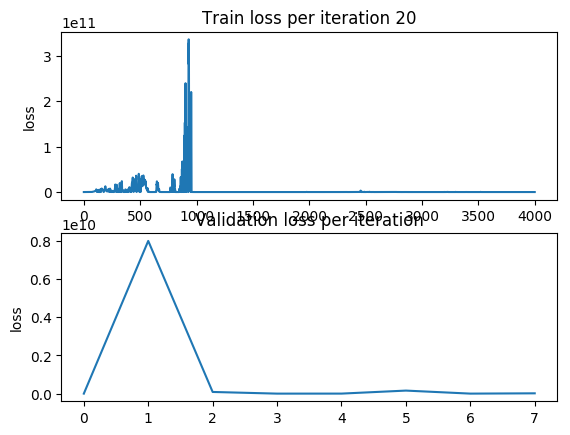 Train loss per iteration 20
1e11
3
2
1
0
loss
0 500 1000 1500 2000 2500 3000 3500 4000
Validation loss per iteration
1e10
0.8
0.6
0.4
0.2
0.0
loss
0 1 2 3 4 5 6 7